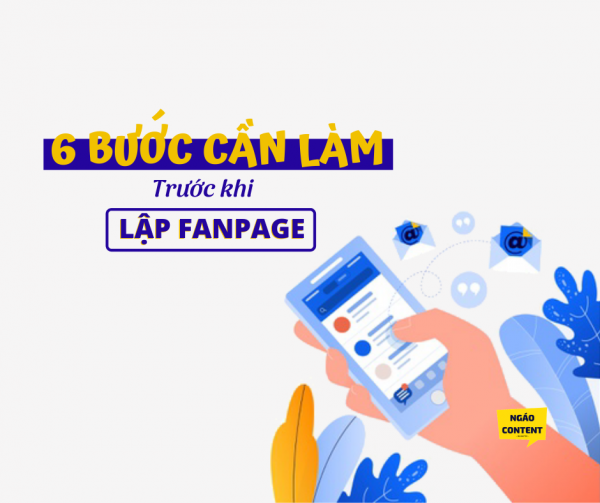 6 BƯỚC CẦN LÀM
Trước khi
LẬP FANPAGE
NGÁO
CONTENT